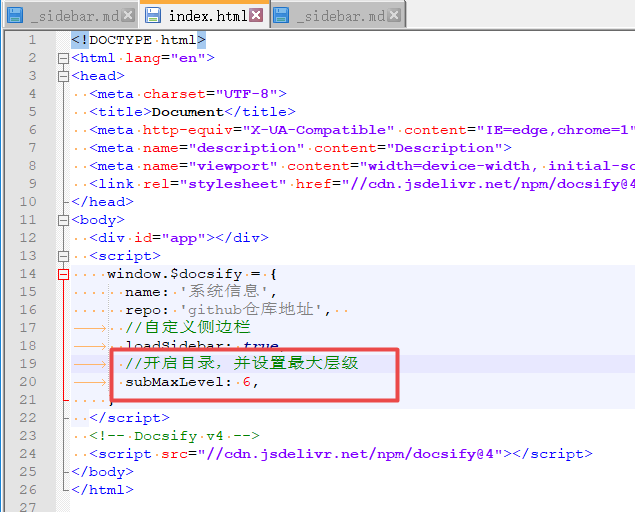 _sidebar.md index.html _sidebar.md
1 <!DOCTYPE html>
2 <html lang="en">
3 <head>
4 <meta charset="UTF-8">
5 <title>Document</title>
6 <meta http-equiv="X-UA-Compatible" content="IE=edge,chrome=1"
7 <meta name="description" content="Description">
8 <meta name="viewport" content="width=device-width, initial-sc
9 <link rel="stylesheet" href="//cdn.jsdelivr.net/npm/docsify@4
10 </head>
11 <body>
12 <div id="app"></div>
13 <script>
14 window.$docsify = {
15 name: '系统信息',
16 repo: 'github仓库地址',
17 //自定义侧边栏
18 loadSidebar: true
19 //开启目录，并设置最大层级
20 subMaxLevel: 6,
21
22 </script>
23 <!-- Docsify v4 -->
24 <script src="//cdn.jsdelivr.net/npm/docsify@4"></script>
25 </body>
26 </html>
27